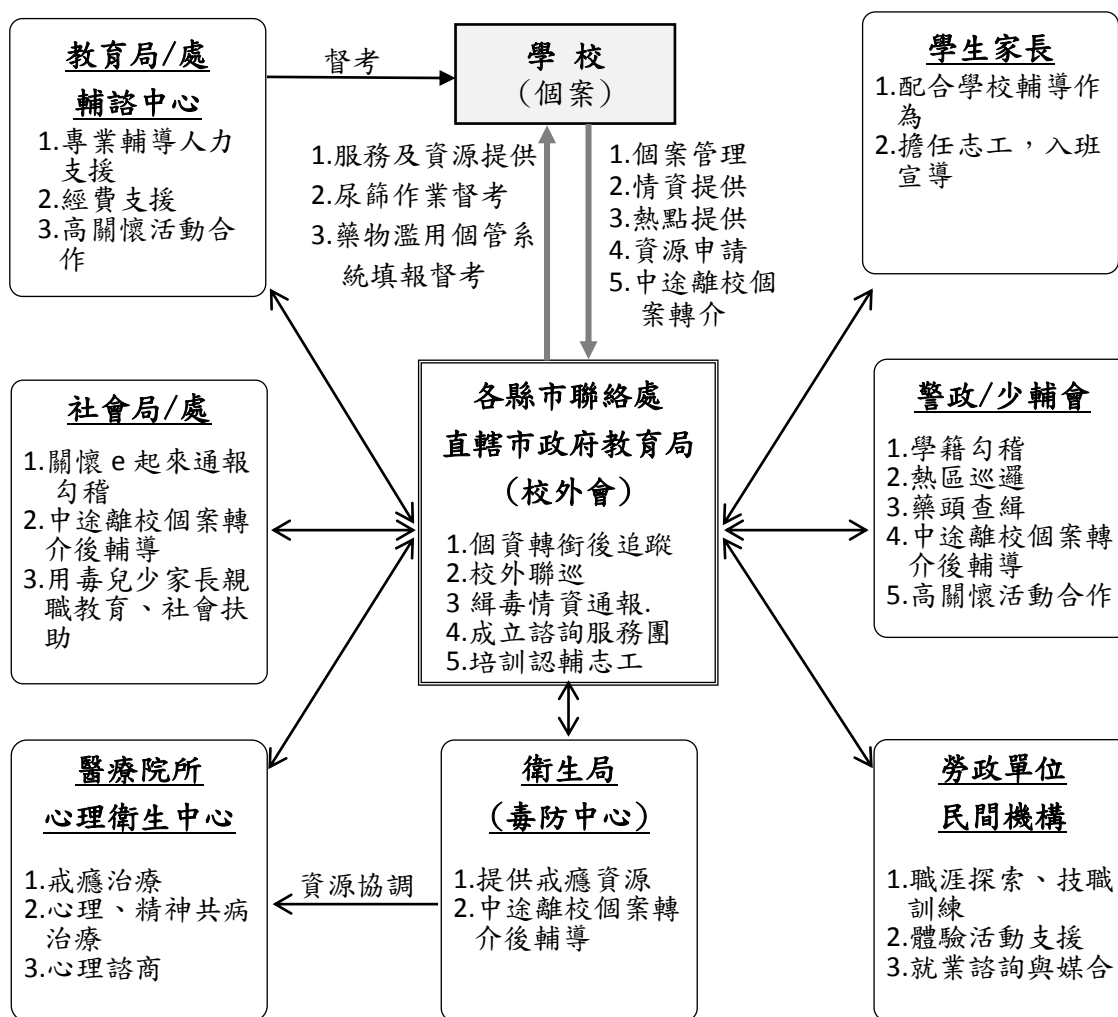 教育局/處
輔諮中心
1.專業輔導人力
支援
2.經費支援
3.高關懷活動合
作
督考
學 校
（個案）
學生家長
1.配合學校輔導作
為
2.擔任志工，入班
宣導
1.服務及資源提供
2.尿篩作業督考
3.藥物濫用個管系
統填報督考
1.個案管理
2.情資提供
3.熱點提供
4.資源申請
5.中途離校個
案轉介
社會局/處
1.關懷 e 起來通報
勾稽
2.中途離校個案轉
介後輔導
3.用毒兒少家長親
職教育、社會扶
助
各縣市聯絡處
直轄市政府教育局
(校外會)
1.個資轉銜後追蹤
2.校外聯巡
3 緝毒情資通報.
4.成立諮詢服務團
5.培訓認輔志工
警政/少輔會
1.學籍勾稽
2.熱區巡邏
3.藥頭查緝
4.中途離校個案轉
介後輔導
5.高關懷活動合作
醫療院所
心理衛生中心
1.戒癮治療
2.心理、精神共病
治療
3.心理諮商
資源協調
衛生局
(毒防中心)
1.提供戒癮資源
2.中途離校個案轉
介後輔導
勞政單位
民間機構
1.職涯探索、技職
訓練
2.體驗活動支援
3.就業諮詢與媒合